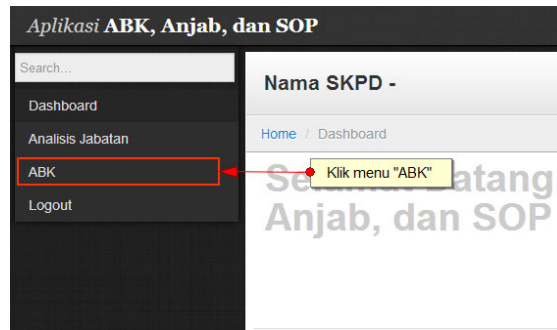 Aplikasi ABK, Anjab, dan SOP
Search...
Dashboard
Analisis Jabatan
ABK
Logout
Nama SKPD -
Home / Dashboard
Klik menu "ABK"
atang
Anjab, dan SOP